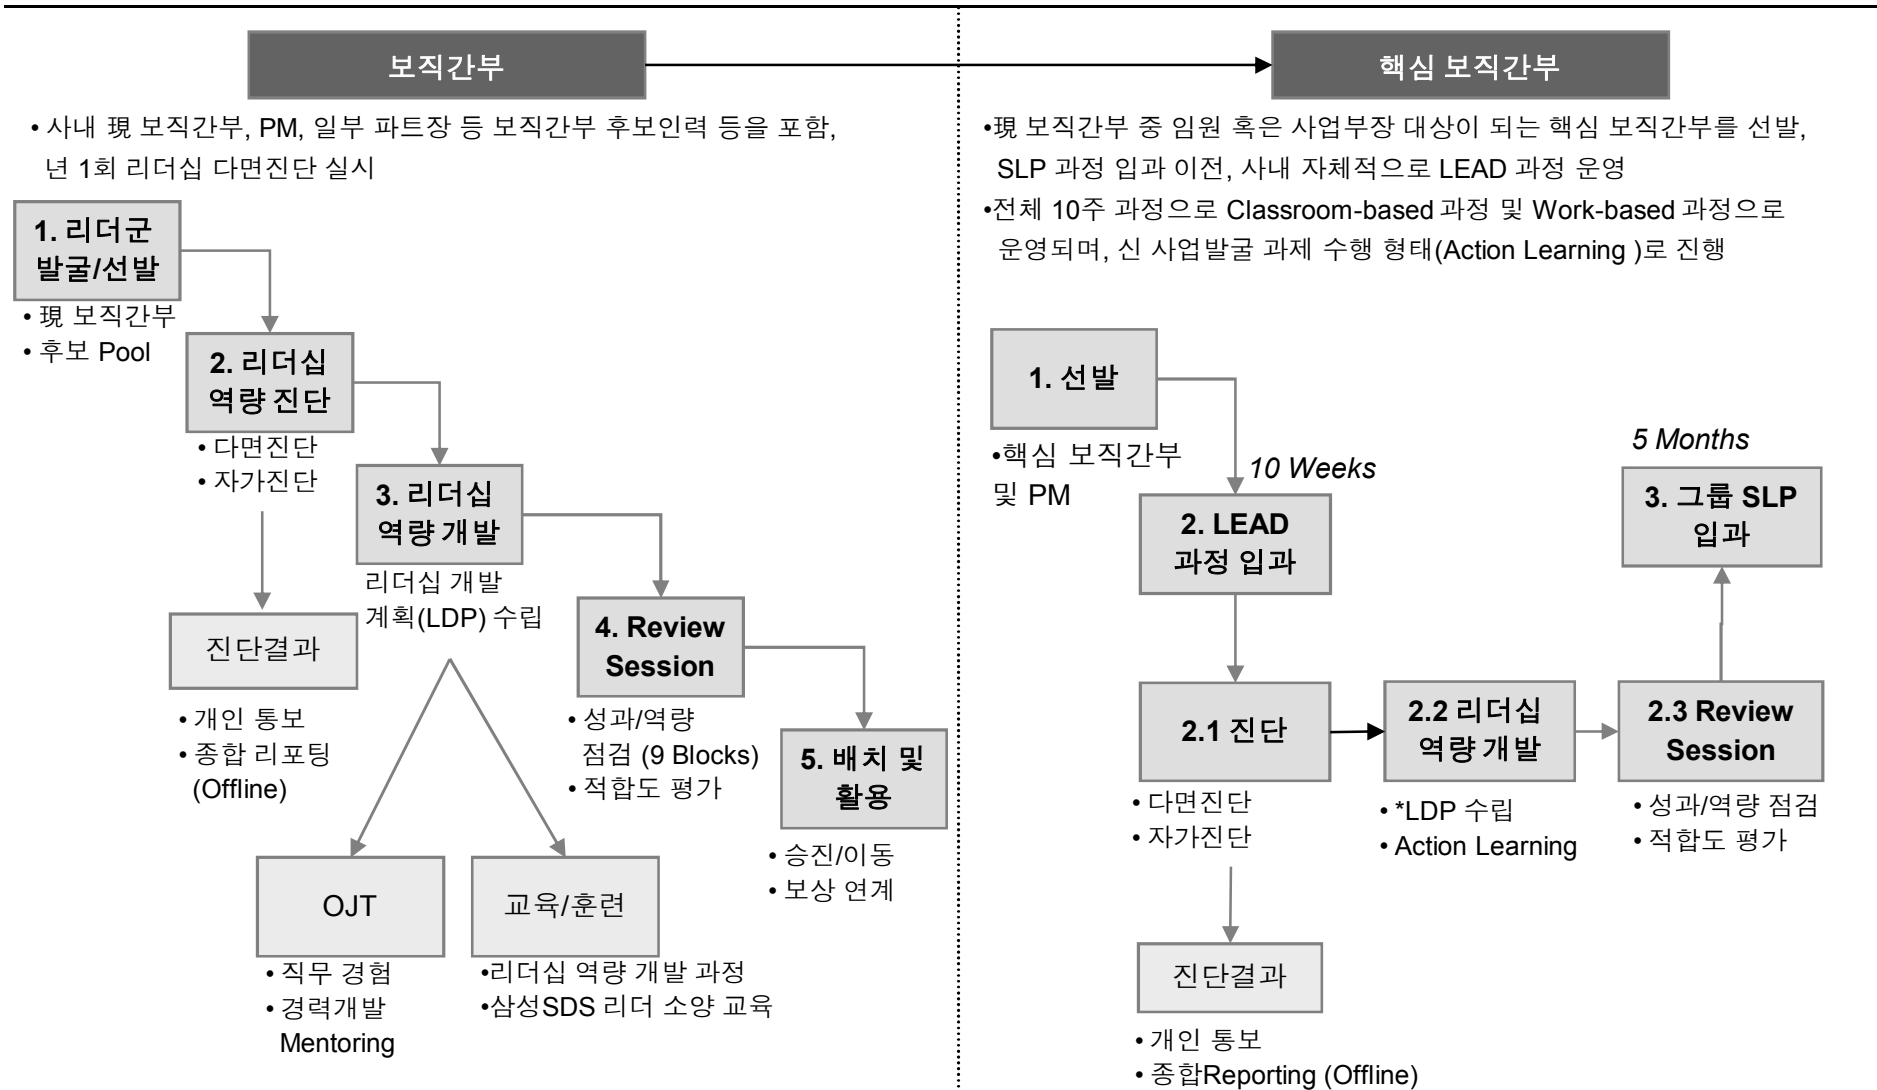 보직간부
• 사내 現 보직간부, PM, 일부 파트장 등 보직간부 후보인력 등을 포함,
년 1회 리더십 다면진단 실시
1. 리더군
발굴/선발
• 現 보직간부
• 후보 Pool
2. 리더십
역량 진단
• 다면진단
• 자가진단
진단결과
• 개인 통보
• 종합 리포팅
(Offline)
3. 리더십
역량 개발
리더십 개발
계획(LDP) 수립
OJT
• 직무 경험
• 경력개발
Mentoring
교육/훈련
•리더십 역량 개발 과정
•삼성SDS 리더 소양 교육
4. Review
Session
• 성과/역량
점검 (9 Blocks)
• 적합도 평가
5. 배치 및
활용
• 승진/이동
• 보상 연계
핵심 보직간부
•現 보직간부 중 임원 혹은 사업부장 대상이 되는 핵심 보직간부를 선발,
SLP 과정 입과 이전, 사내 자체적으로 LEAD 과정 운영
•전체 10주 과정으로 Classroom-based 과정 및 Work-based 과정으로
운영되며, 신 사업발굴 과제 수행 형태(Action Learning )로 진행
1. 선발
•핵심 보직간부
및 PM
10 Weeks
2. LEAD
과정 입과
2.1 진단
• 다면진단
• 자가진단
진단결과
• 개인 통보
• 종합Reporting (Offline)
2.2 리더십
역량 개발
• *LDP 수립
• Action Learning
2.3 Review
Session
• 성과/역량 점검
• 적합도 평가
5 Months
3. 그룹 SLP
입과